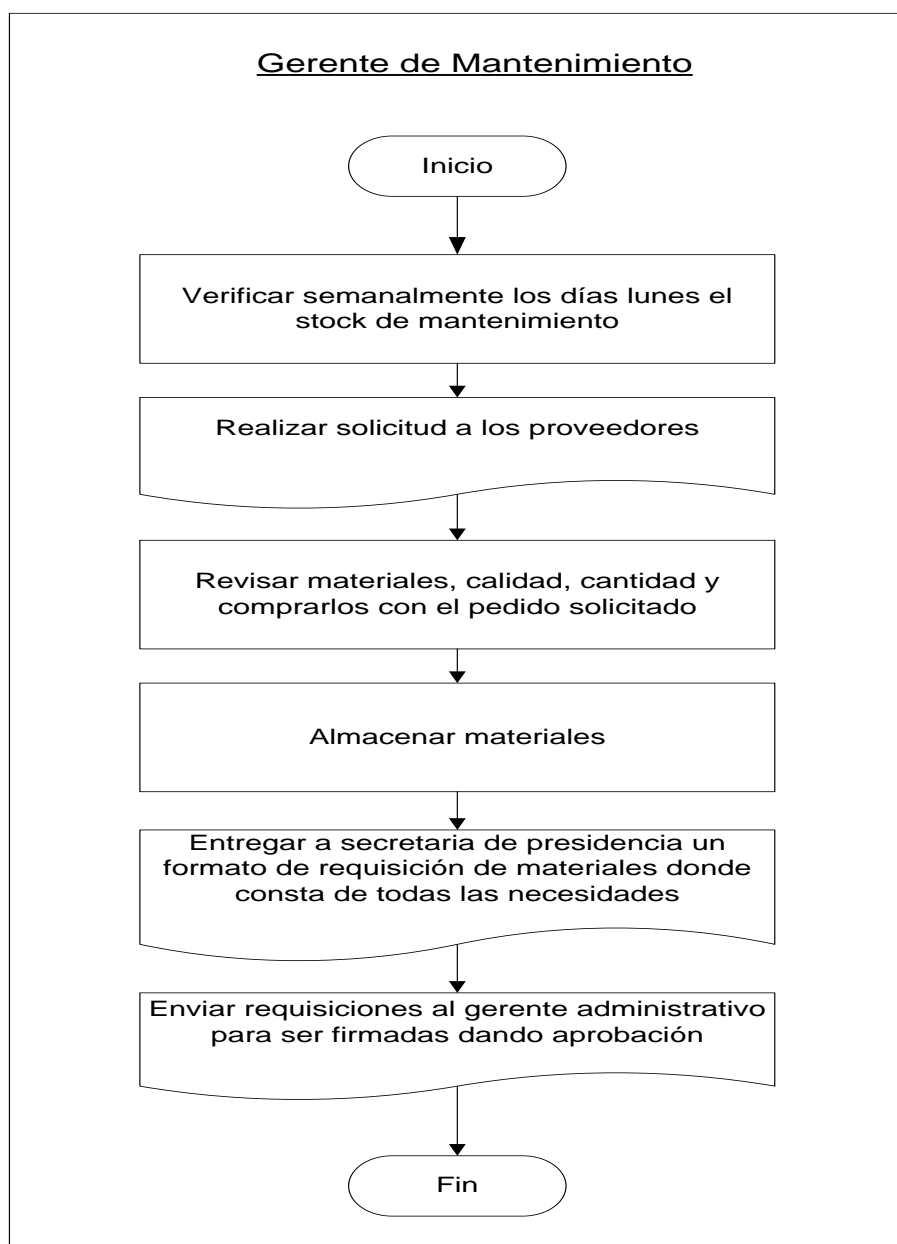 Gerente de Mantenimiento
Inicio
Verificar semanalmente los días lunes el
stock de mantenimiento
Realizar solicitud a los proveedores
Revisar materiales, calidad, cantidad y
comprarlos con el pedido solicitado
Almacenar materiales
Entregar a secretaria de presidencia un
formato de requisición de materiales donde
consta de todas las necesidades
Enviar requisiciones al gerente administrativo
para ser firmadas dando aprobación
Fin